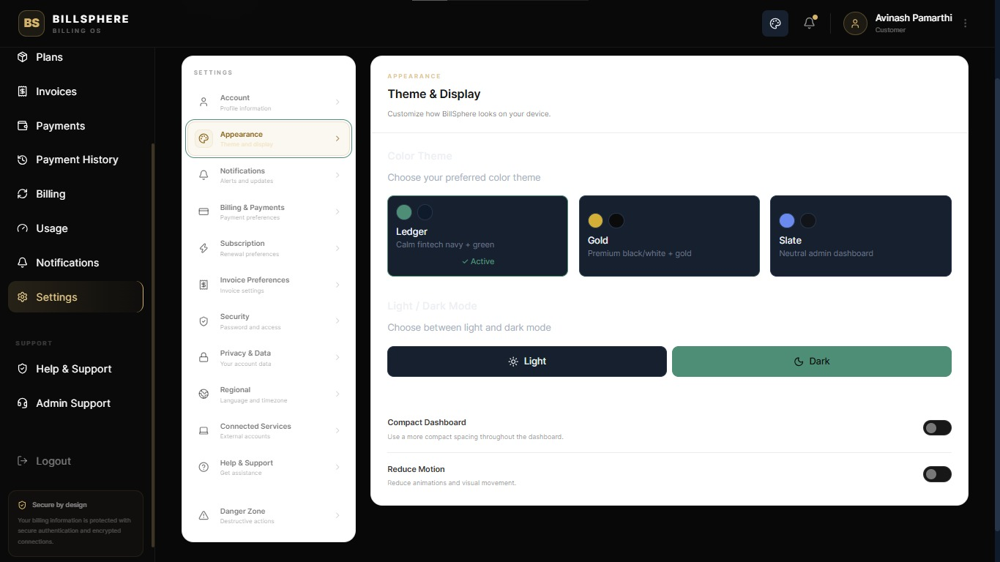 BS
BILLSPHERE
BILLING OS
Avinash Pamarthi
Customer
Plans
Invoices
Payments
Payment History
Billing
Usage
Notifications
Settings
SUPPORT
Help & Support
Admin Support
Logout
Secure by design
Your billing information is protected with
secure authentication and encrypted
connections.
SETTINGS
Account
Profile information
Appearance
Theme and display
Notifications
Alerts and updates
Billing & Payments
Payment preferences
Subscription
Renewal preferences
Invoice Preferences
Invoice settings
Security
Password and access
Privacy & Data
Your account data
Regional
Language and timezone
Connected Services
External accounts
Help & Support
Get assistance
Danger Zone
Destructive actions
APPEARANCE
Theme & Display
Customize how BillSphere looks on your device.
Color Theme
Choose your preferred color theme
Ledger
Calm fintech navy + green
✓ Active
Gold
Premium black/white + gold
Slate
Neutral admin dashboard
Light / Dark Mode
Choose between light and dark mode
Light
Dark
Compact Dashboard
Use a more compact spacing throughout the dashboard.
Reduce Motion
Reduce animations and visual movement.